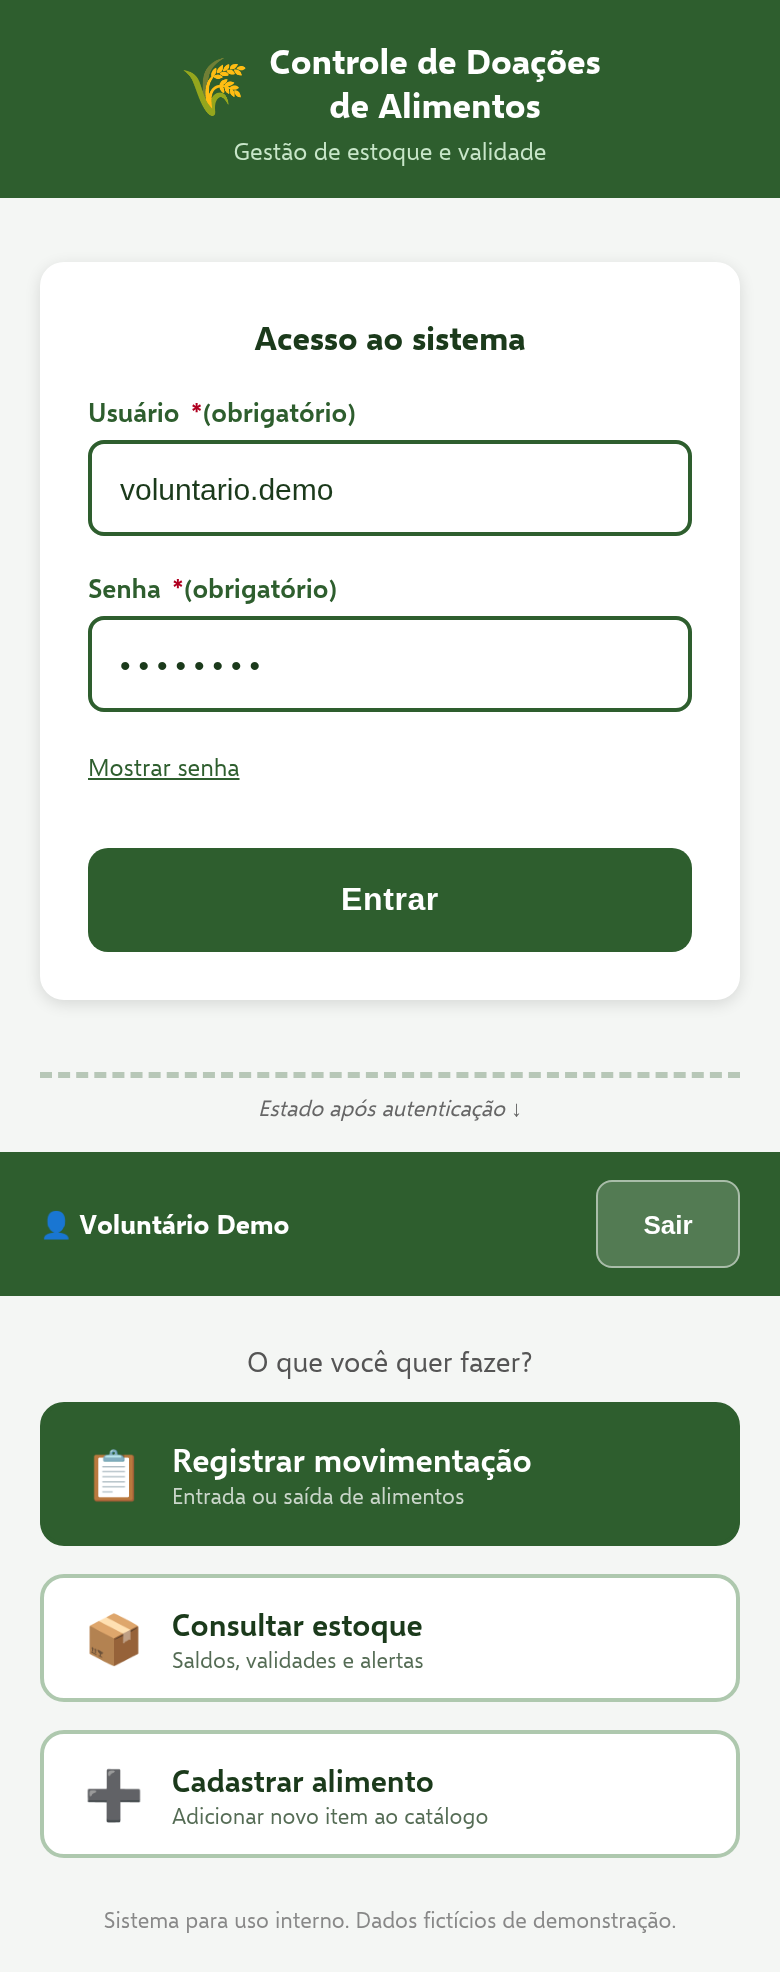 Controle de Doações
de Alimentos
Gestão de estoque e validade
Acesso ao sistema
Usuário *(obrigatório)
voluntario.demo
Senha *(obrigatório)
••••••••
Mostrar senha
Entrar
Estado após autenticação ↓
Voluntário Demo
Sair
O que você quer fazer?
Registrar movimentação
Entrada ou saída de alimentos
Consultar estoque
Saldos, validades e alertas
Cadastrar alimento
Adicionar novo item ao catálogo
Sistema para uso interno. Dados fictícios de demonstração.